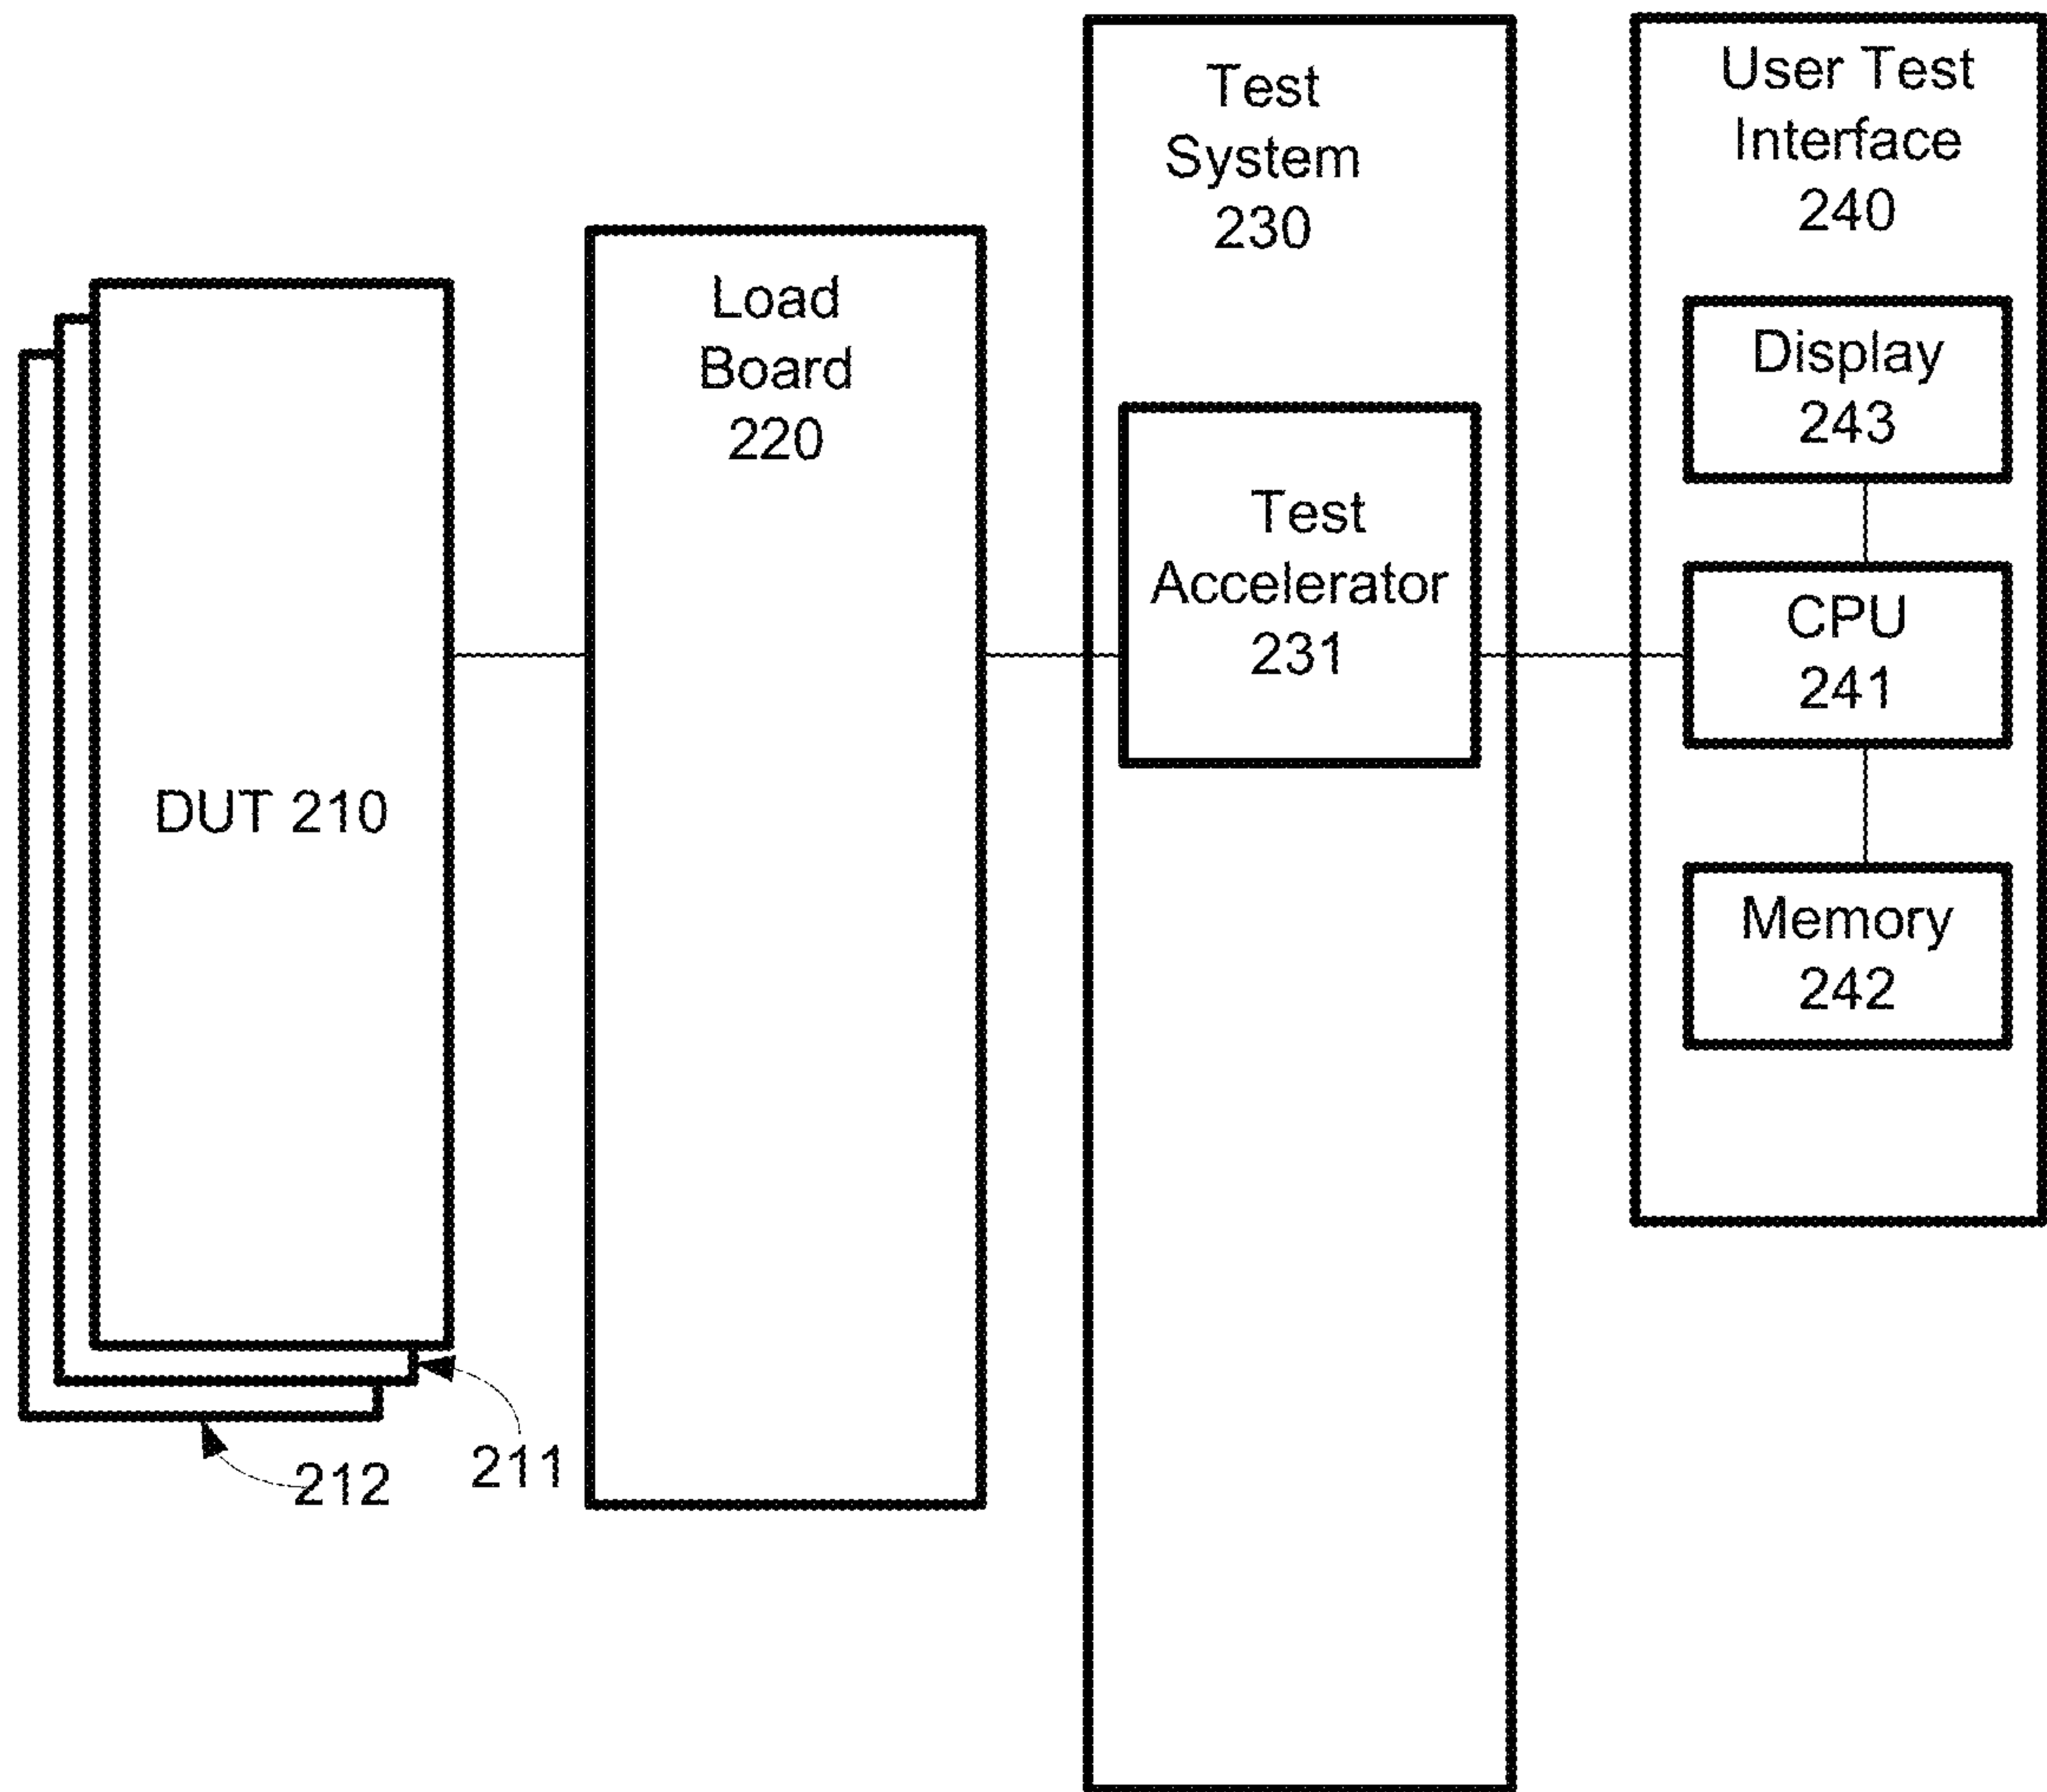 DUT 210
212
211
Load
Board
220
Test
System
230
Test
Accelerator
231
User Test
Interface
240
Display
243
CPU
241
Memory
242